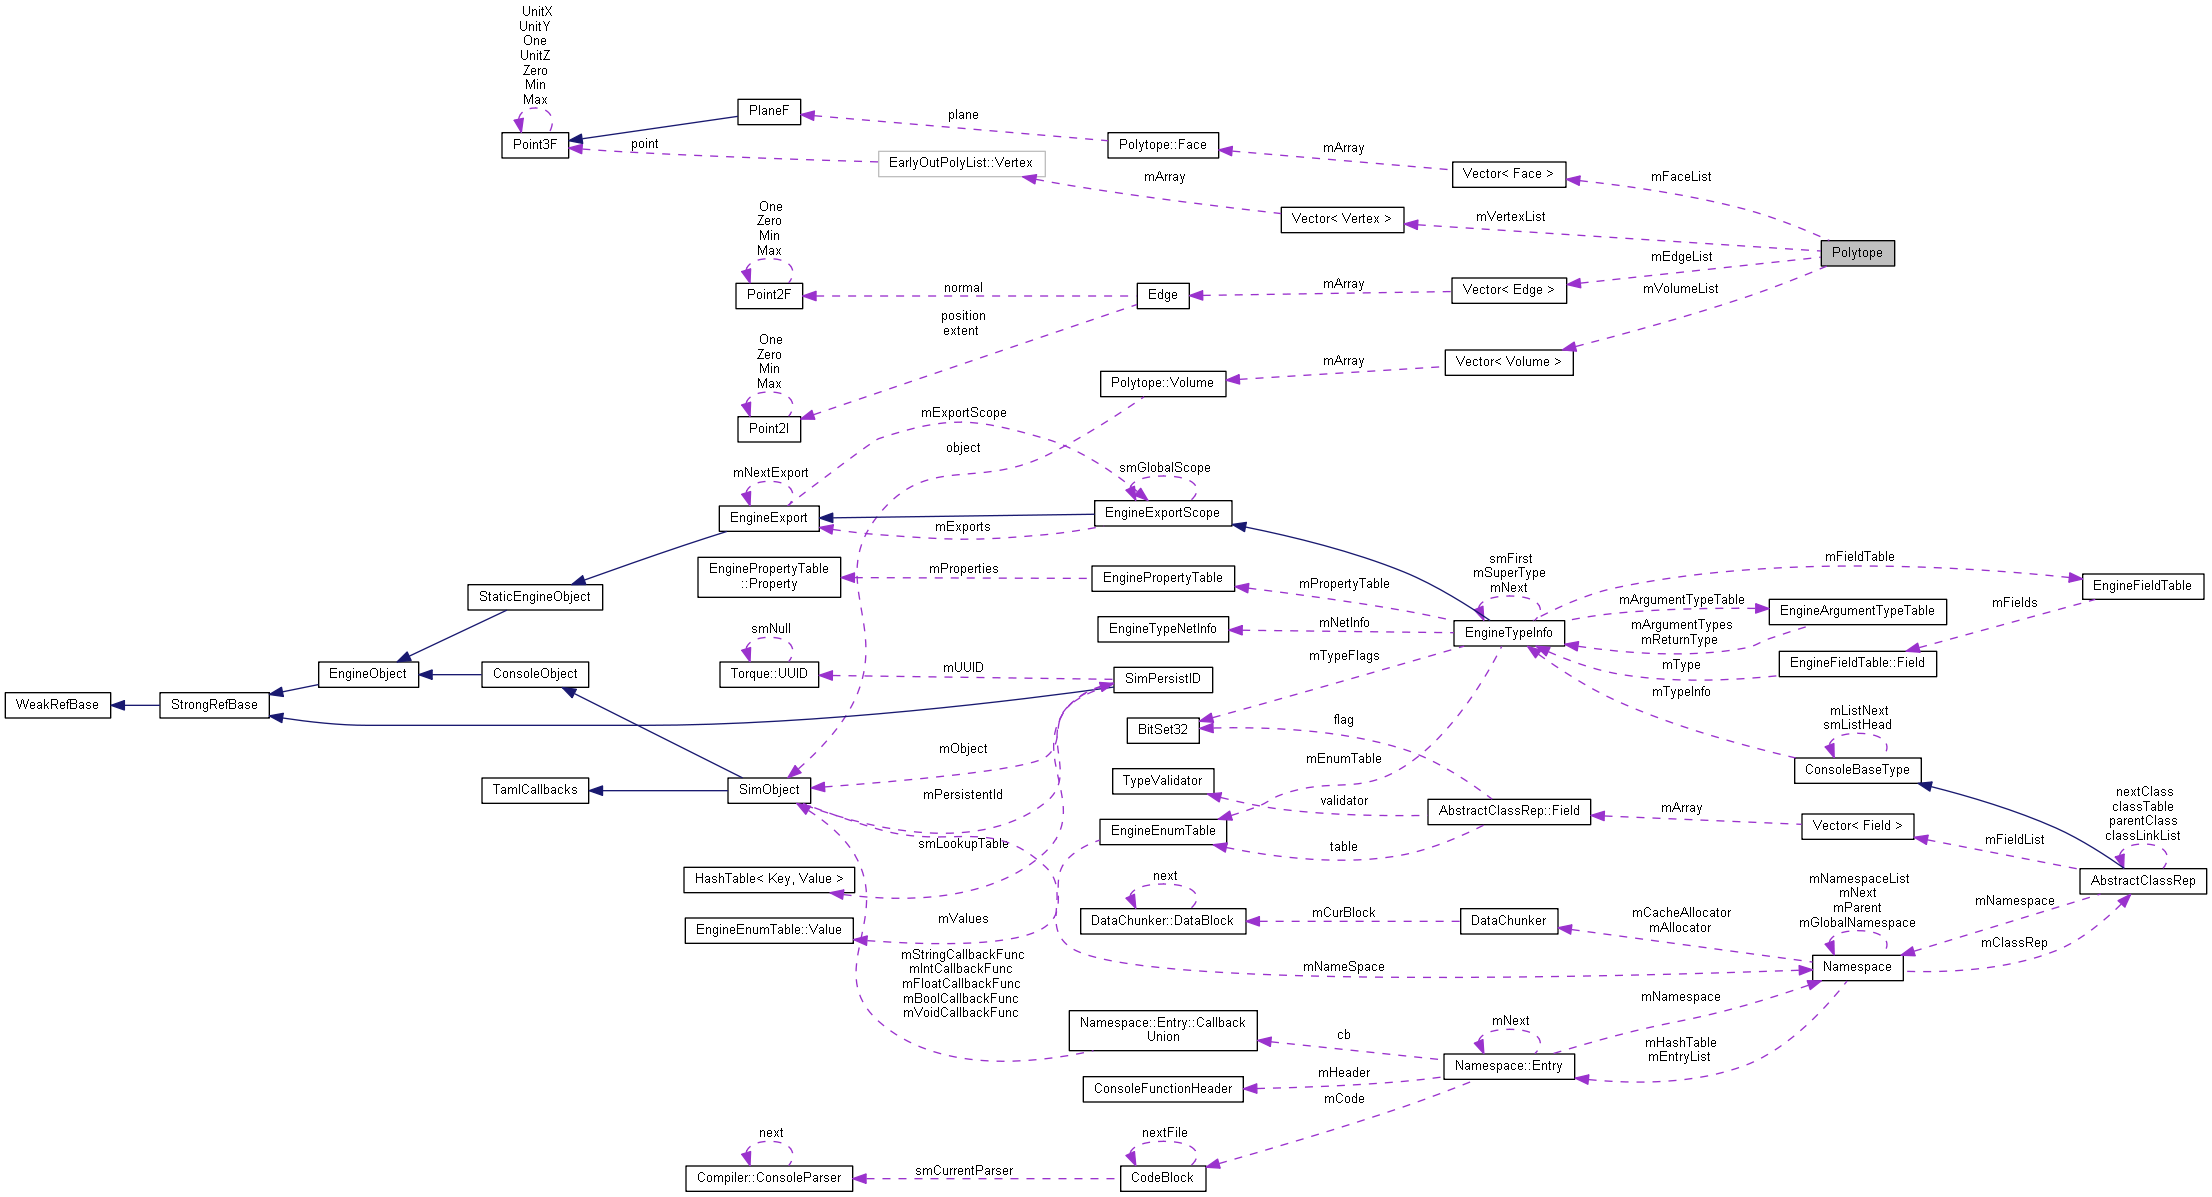 UnitX
UnitY
One
UnitZ
Zero
Min
Max
Point3F
PlaneF
plane
point
EarlyOutPolyList::Vertex
Polytope::Face
mArray
mArray
Vector< Face >
Vector< Vertex >
mFaceList
mVertexList
mEdgeList
mVolumeList
Polytope
One
Zero
Min
Max
Point2F
normal
position
extent
Edge
mArray
Vector< Edge >
One
Zero
Min
Max
Point2I
Polytope::Volume
mArray
Vector< Volume >
mExportScope
object
mNextExport
EngineExport
mExports
smGlobalScope
EngineExportScope
EnginePropertyTable
::Property
mProperties
EnginePropertyTable
mPropertyTable
smFirst
mSuperType
mNext
EngineTypeInfo
mFieldTable
EngineFieldTable
mArgumentTypeTable
EngineArgumentTypeTable
mFields
mArgumentTypes
mReturnType
mType
EngineFieldTable::Field
mTypeInfo
StaticEngineObject
EngineTypeNetInfo
mNetInfo
mTypeFlags
smNull
Torque::UUID
mUUID
SimPersistID
EngineObject
ConsoleObject
WeakRefBase
StrongRefBase
BitSet32
flag
mEnumTable
mListNext
smListHead
ConsoleBaseType
mObject
TamlCallbacks
SimObject
mPersistentId
TypeValidator
validator
AbstractClassRep::Field
mArray
Vector< Field >
mFieldList
nextClass
classTable
parentClass
classLinkList
AbstractClassRep
EngineEnumTable
table
smLookupTable
HashTable< Key, Value >
next
DataChunker::DataBlock
mCurBlock
DataChunker
mCacheAllocator
mAllocator
mNamespaceList
mNext
mParent
mGlobalNamespace
Namespace
mNamespace
mClassRep
EngineEnumTable::Value
mValues
mStringCallbackFunc
mIntCallbackFunc
mFloatCallbackFunc
mBoolCallbackFunc
mVoidCallbackFunc
mNameSpace
mNamespace
Namespace::Entry::Callback
Union
cb
mNext
Namespace::Entry
mHashTable
mEntryList
ConsoleFunctionHeader
mHeader
mCode
next
Compiler::ConsoleParser
smCurrentParser
nextFile
CodeBlock